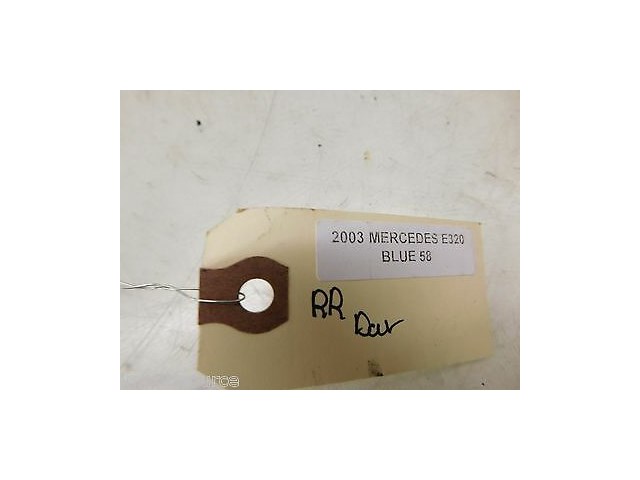 2003 MERCEDES E320
BLUE 58
RR
Door